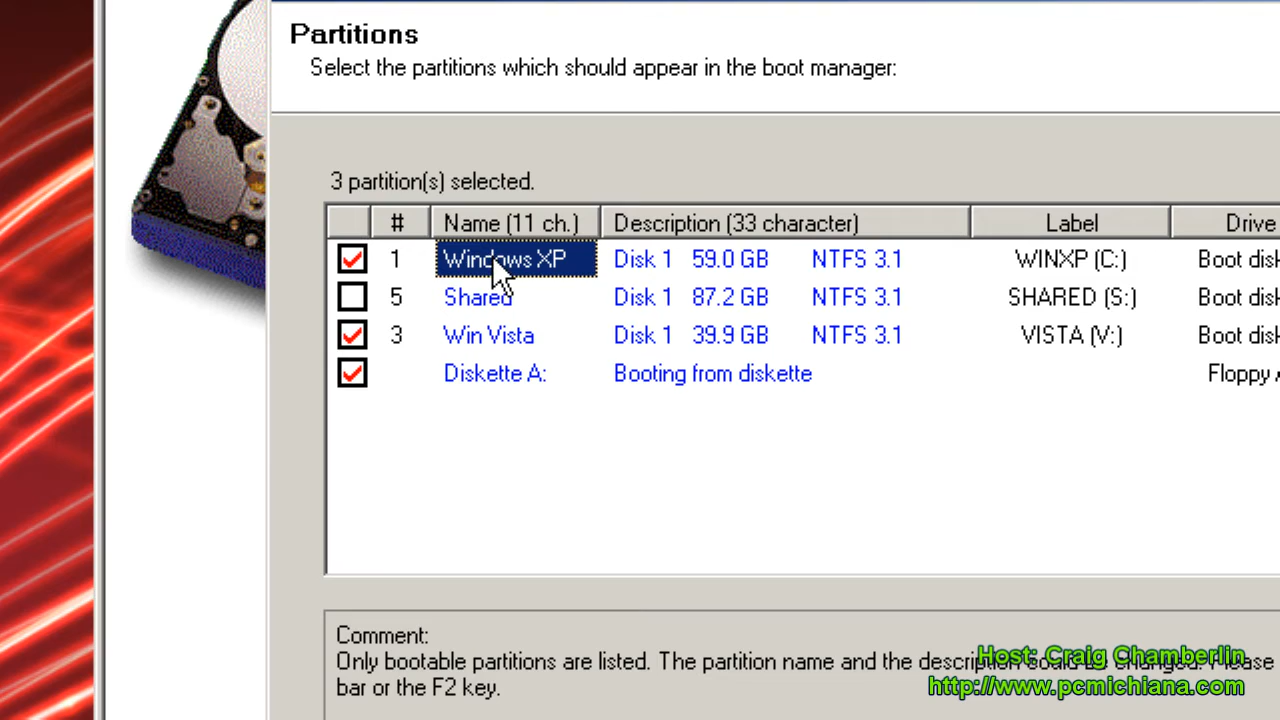 Partitions
Select the partitions which should appear in the boot manager:
3 partition(s) selected.
# Name (11 ch.) Description (33 character) Label Drive
1 Windows XP Disk 1 59.0 GB NTFS 3.1 WINXP (C:) Boot disk
5 Shared Disk 1 87.2 GB NTFS 3.1 SHARED (S:) Boot disk
3 Win Vista Disk 1 39.9 GB NTFS 3.1 VISTA (V:) Boot disk
Diskette A: Booting from diskette Floppy
Comment:
Only bootable partitions are listed. The partition name and the description could be changed. Please
bar or the F2 key.
Host: Craig Chamberlin
http://www.pcmichiana.com